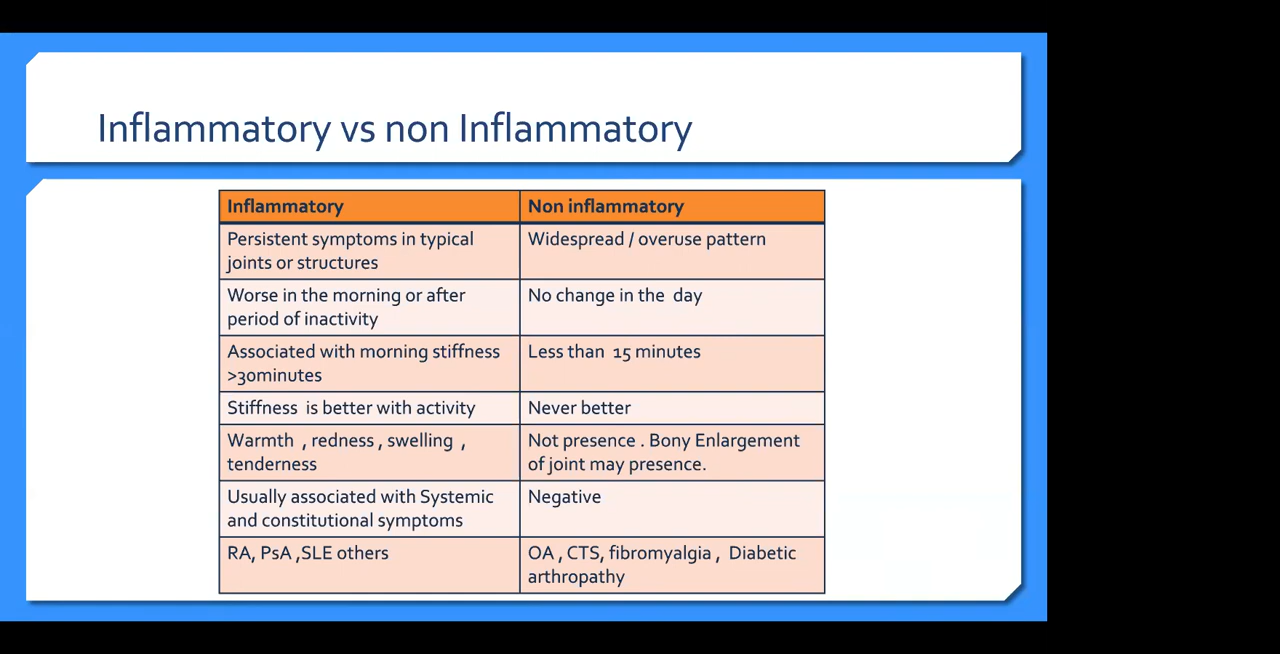 Inflammatory vs non Inflammatory
Inflammatory
Non inflammatory
Persistent symptoms in typical
joints or structures
Widespread / overuse pattern
Worse in the morning or after
period of inactivity
No change in the day
Associated with morning stiffness
>30minutes
Less than 15 minutes
Stiffness is better with activity
Never better
Warmth , redness , swelling ,
tenderness
Not presence . Bony Enlargement
of joint may presence.
Usually associated with Systemic
and constitutional symptoms
Negative
RA, PsA ,SLE others
OA , CTS, fibromyalgia , Diabetic
arthropathy